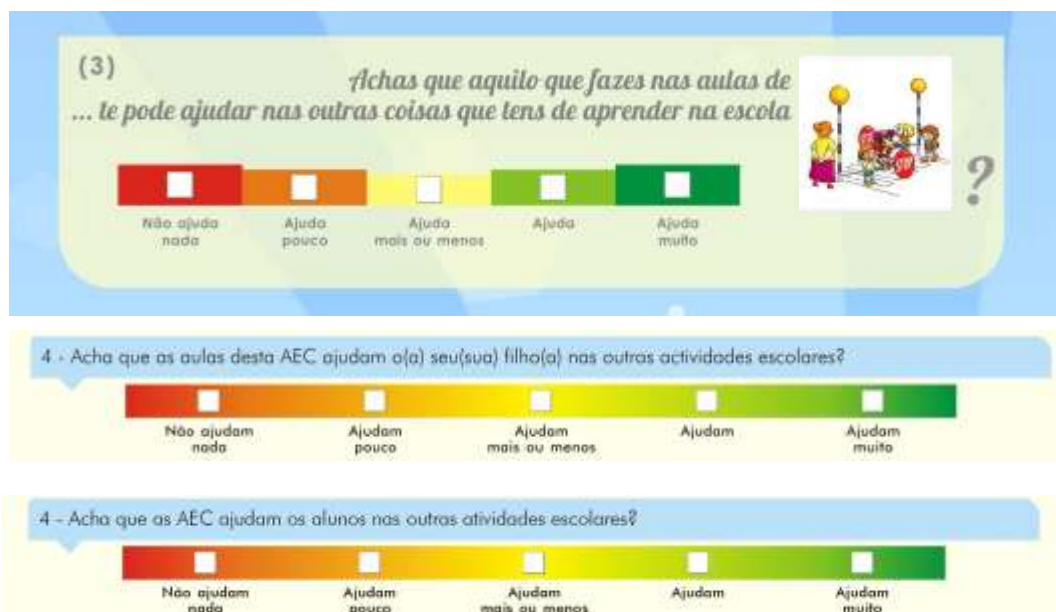 (3)
Achas que aquilo que fazes nas aulas de
... te pode ajudar nas outras coisas que tens de aprender na escola
?
STOP
Não ajuda nada
Ajuda pouco
Ajuda mais ou menos
Ajuda
Ajuda muito
4 - Acha que as aulas desta AEC ajudam o(a) seu(sua) filho(a) nas outras actividades escolares?
Não ajudam nada
Ajudam pouco
Ajudam mais ou menos
Ajudam
Ajudam muito
4 - Acha que as AEC ajudam os alunos nas outras atividades escolares?
Não ajudam nada
Ajudam pouco
Ajudam mais ou menos
Ajudam
Ajudam muito